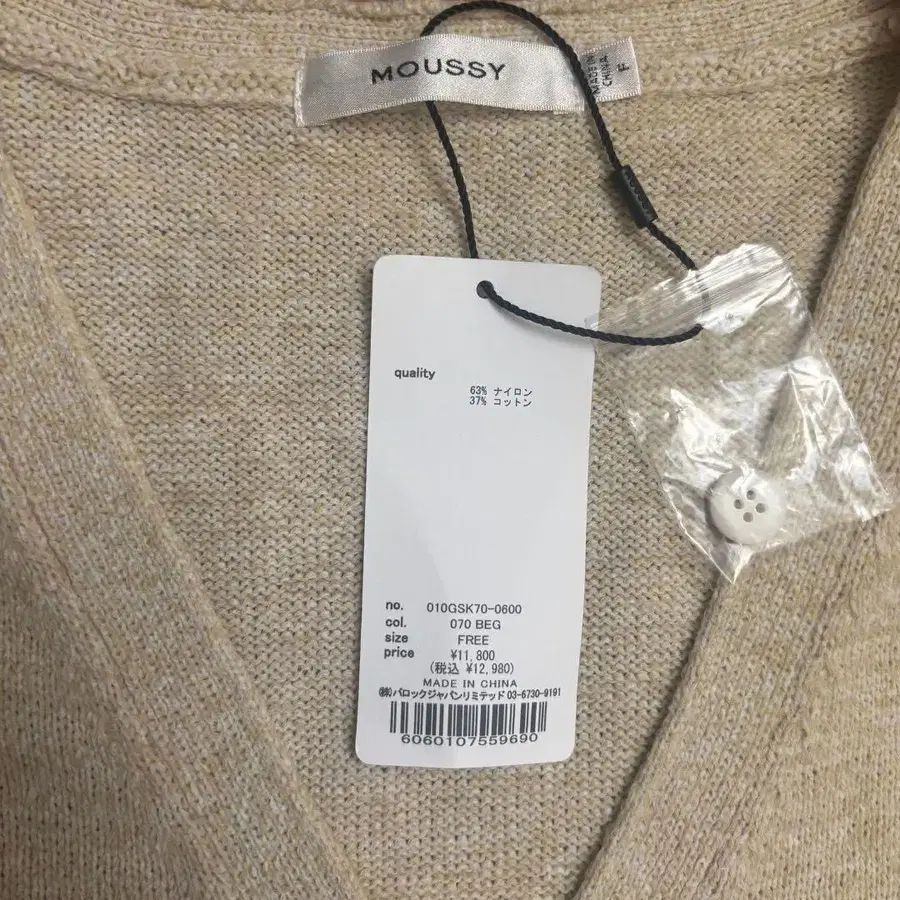 MOUSSY
MADE IN
CHINA
F
quality
63% ナイロン
37% コットン
no. 010GSK70-0600
col. 070 BEG
size FREE
price ¥11,800
(税込 ¥12,980)
MADE IN CHINA
㈱バロックジャパンリミテッド 03-6730-9191
6060107559690